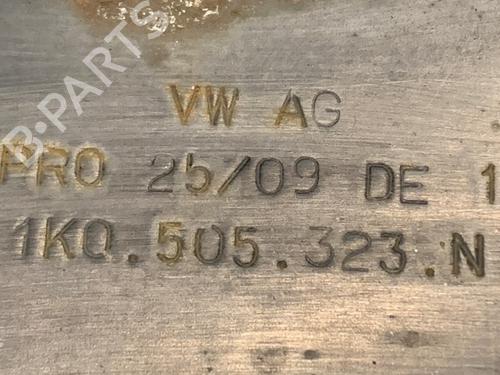 B-PARTS
VW AG
PRO 25/09 DE 1
1K0.505.323.N